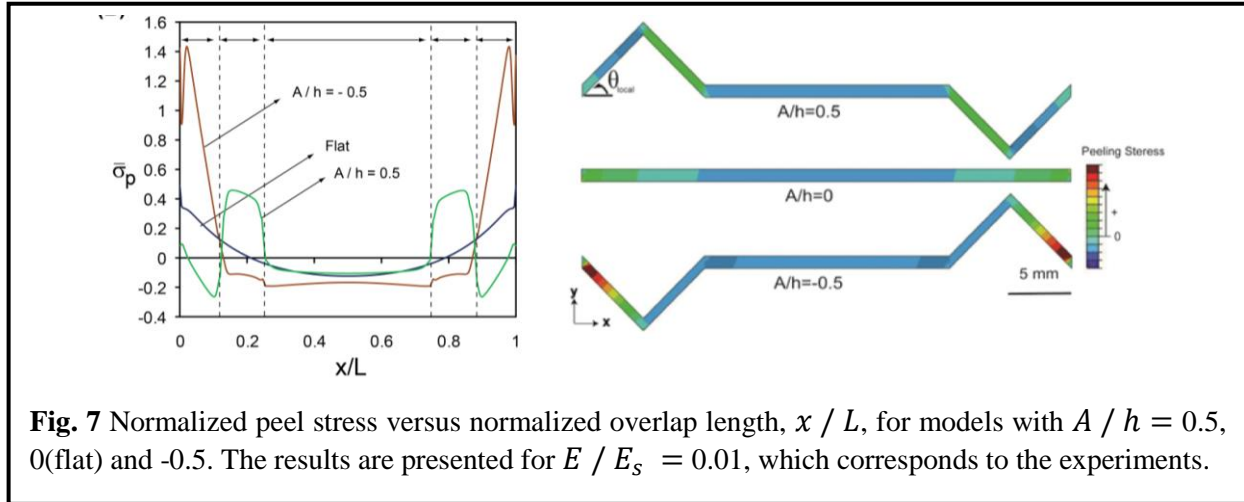 1.6
1.4
1.2
1
0.8
0.6
0.4
0.2
0
-0.2
-0.4
σ̅p
A / h = - 0.5
Flat
A / h = 0.5
0 0.2 0.4 0.6 0.8 1
x/L
θlocal
A/h=0.5
A/h=0
A/h=-0.5
y
x
5 mm
Peeling Steress
+
0
Fig. 7 Normalized peel stress versus normalized overlap length, x / L, for models with A / h = 0.5,
0(flat) and -0.5. The results are presented for E / Es = 0.01, which corresponds to the experiments.